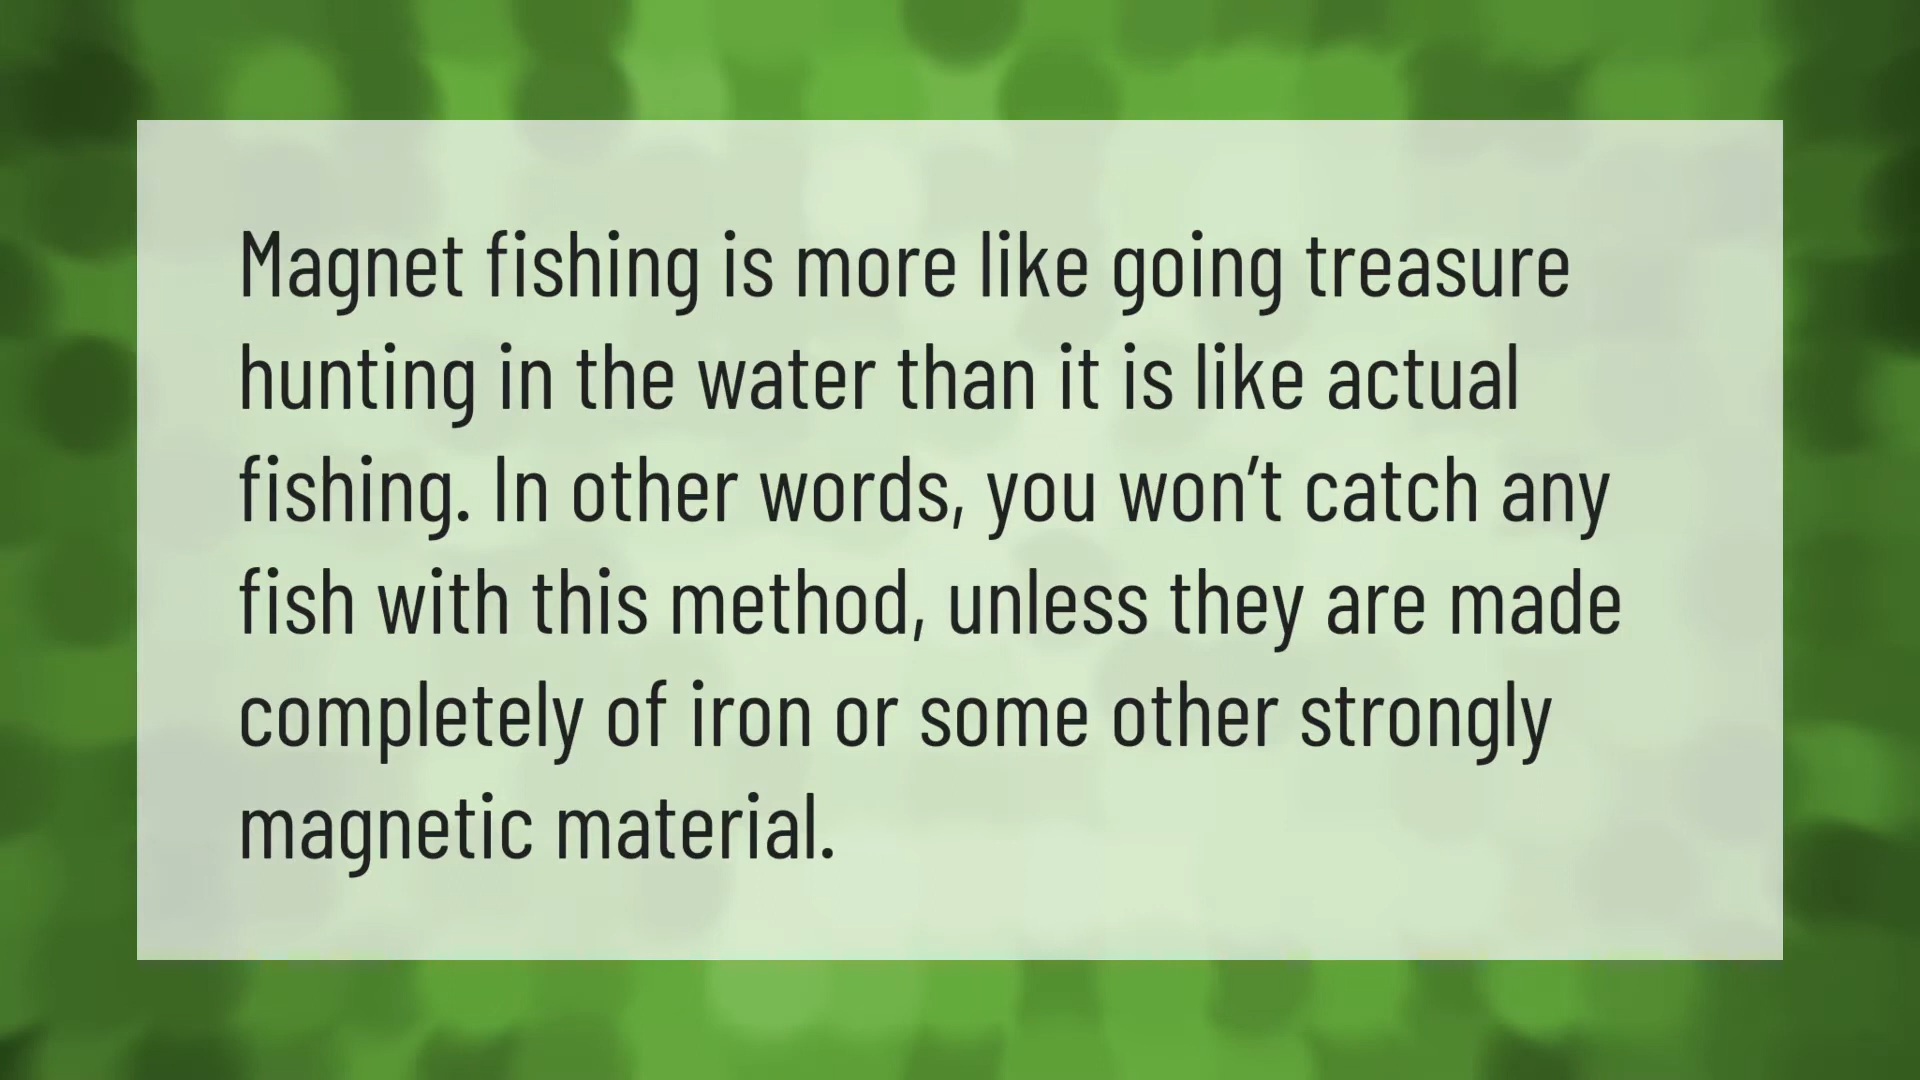 Magnet fishing is more like going treasure
hunting in the water than it is like actual
fishing. In other words, you won’t catch any
fish with this method, unless they are made
completely of iron or some other strongly
magnetic material.